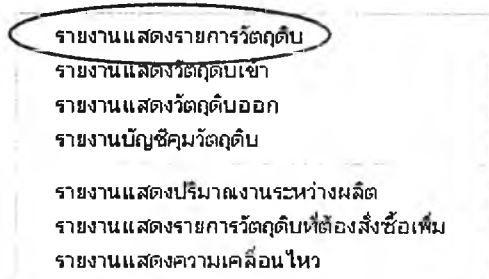 รายงานแสดงรายการวัตถุดิบ
รายงานแสดงวัตถุดิบเข้า
รายงานแสดงวัตถุดิบออก
รายงานบัญชีคุมวัตถุดิบ
รายงานแสดงปริมาณงานระหว่างผลิต
รายงานแสดงรายการวัตถุดิบที่ต้องสั่งซื้อเพิ่ม
รายงานแสดงความเคลื่อนไหว